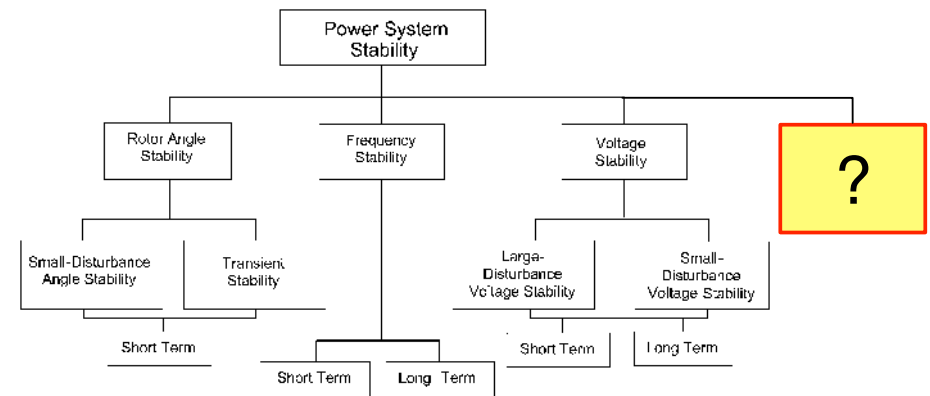 Power System
Stability
Rotor Angle
Stability
Frequency
Stability
Voltage
Stability
?
Small-Disturbance
Angle Stability
Transient
Stability
Large-
Disturbance
Voltage Stability
Small-
Disturbance
Voltage Stability
Short Term
Short Term
Long Term
Short Term
Long Term